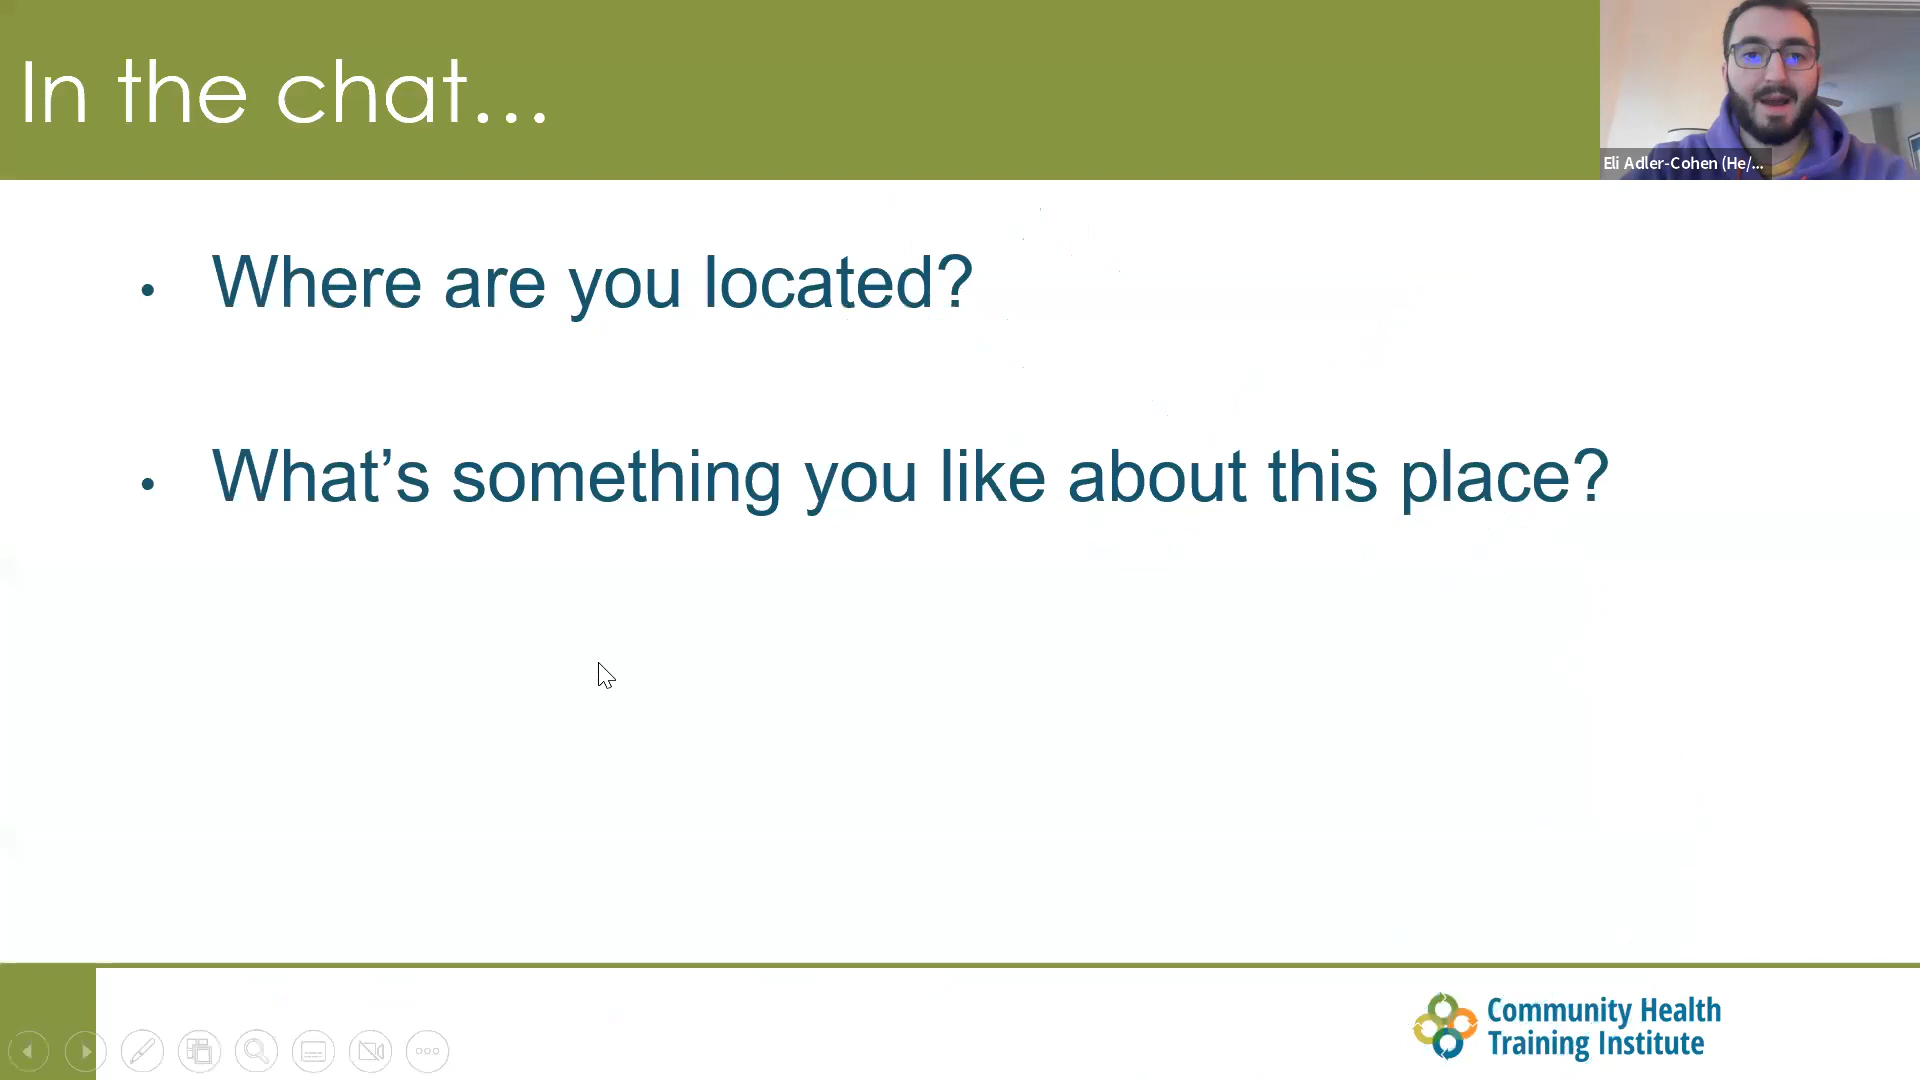 In the chat...
Eli Adler-Cohen (He/...
• Where are you located?
• What’s something you like about this place?
Community Health
Training Institute